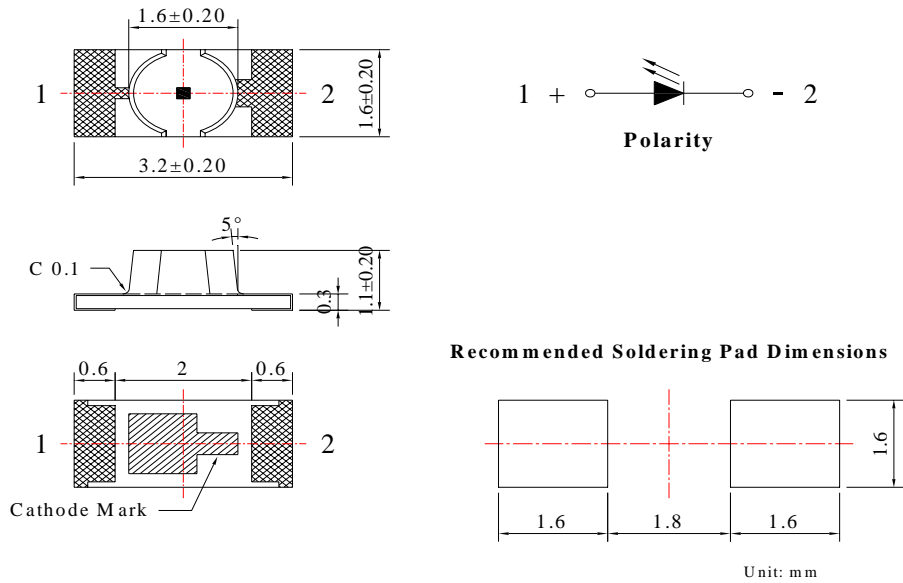 1.6±0.20
1
2
1.6±0.20
3.2±0.20
1 + - 2
Polarity
5°
C 0.1
0.3
1.1±0.20
0.6 2 0.6
1
2
Cathode Mark
Recommended Soldering Pad Dimensions
1.6
1.6 1.8 1.6
Unit: mm